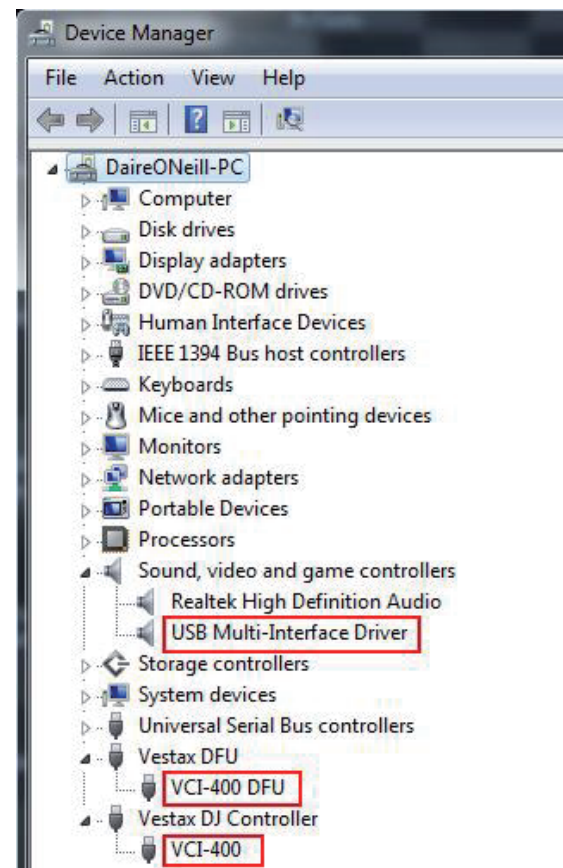 Device Manager
File Action View Help
DaireONeill-PC
Computer
Disk drives
Display adapters
DVD/CD-ROM drives
Human Interface Devices
IEEE 1394 Bus host controllers
Keyboards
Mice and other pointing devices
Monitors
Network adapters
Portable Devices
Processors
Sound, video and game controllers
Realtek High Definition Audio
USB Multi-Interface Driver
Storage controllers
System devices
Universal Serial Bus controllers
Vestax DFU
VCI-400 DFU
Vestax DJ Controller
VCI-400